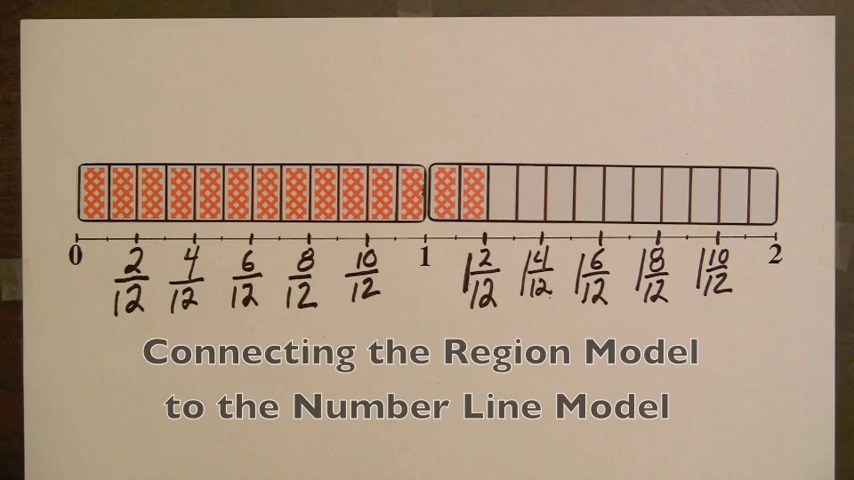 0 2/12 4/12 6/12 8/12 10/12 1 1 2/12 1 4/12 1 6/12 1 8/12 1 10/12 2
Connecting the Region Model
to the Number Line Model